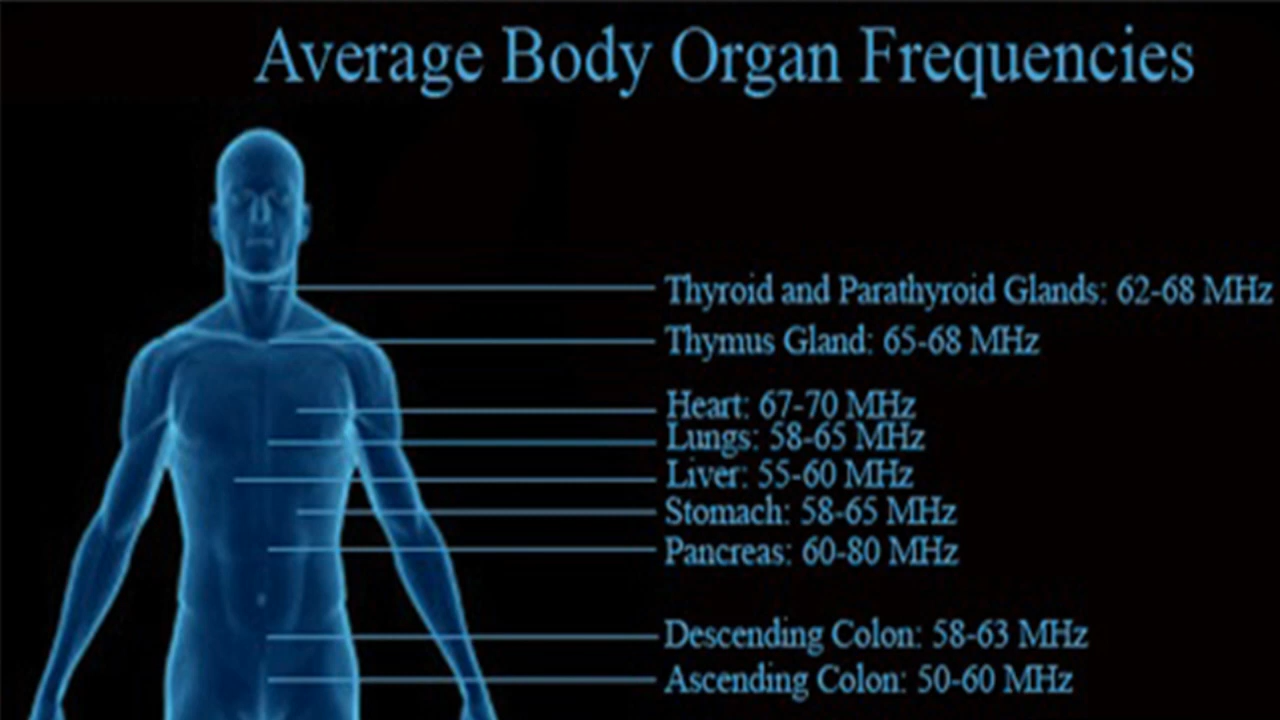 Average Body Organ Frequencies
Thyroid and Parathyroid Glands: 62-68 MHz
Thymus Gland: 65-68 MHz
Heart: 67-70 MHz
Lungs: 58-65 MHz
Liver: 55-60 MHz
Stomach: 58-65 MHz
Pancreas: 60-80 MHz
Descending Colon: 58-63 MHz
Ascending Colon: 50-60 MHz